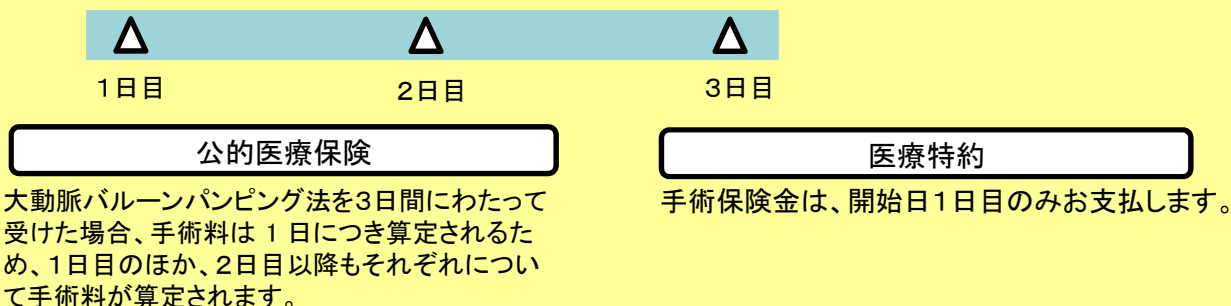 1日目
2日目
3日目
公的医療保険
大動脈バルーンパンピング法を3日間にわたって
受けた場合、手術料は 1 日につき算定されるた
め、1日目のほか、2日目以降もそれぞれについ
て手術料が算定されます。
医療特約
手術保険金は、開始日1日目のみお支払します。